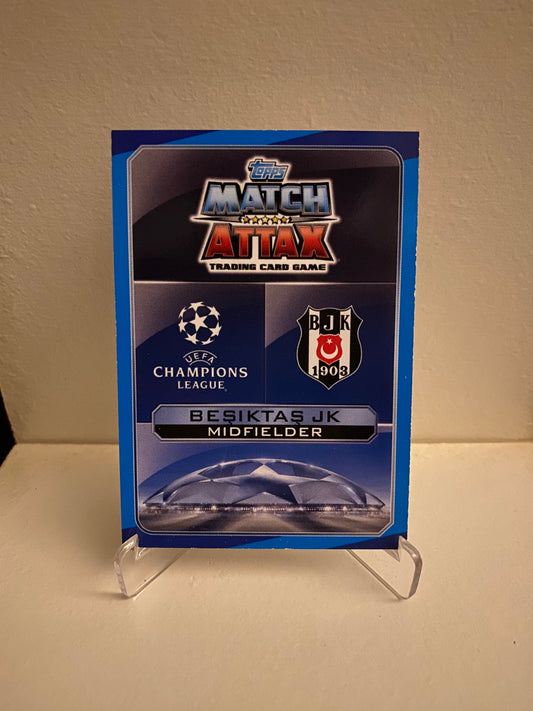 Topps
MATCH
ATTAX
TRADING CARD GAME
UEFA
CHAMPIONS
LEAGUE
BJK
1903
BEŞIKTAŞ JK
MIDFIELDER